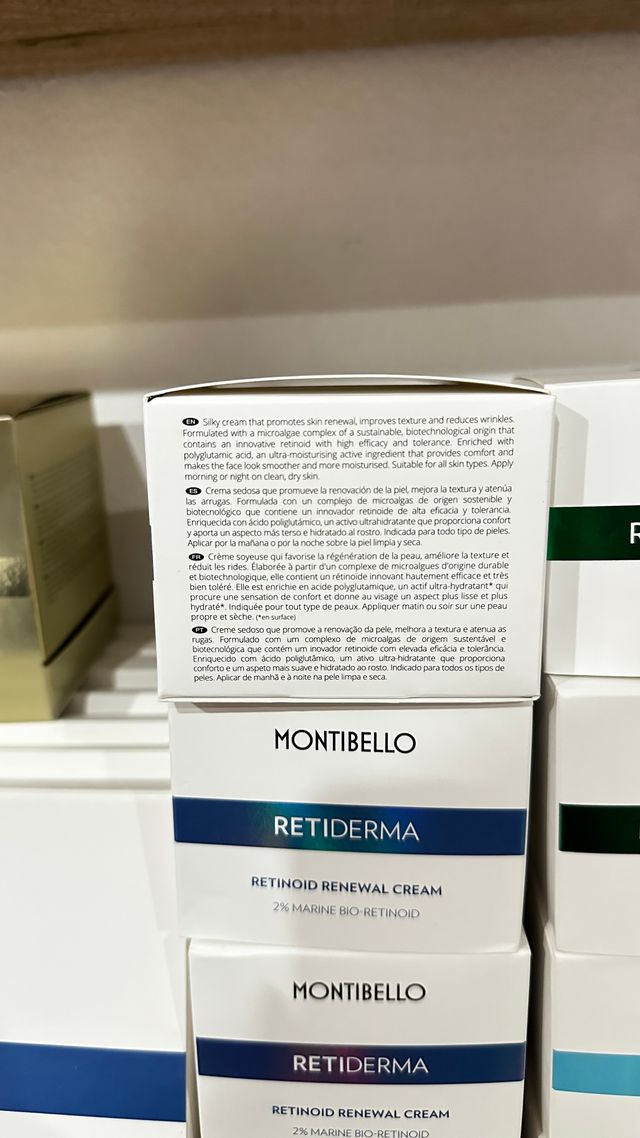 EN Silky cream that promotes skin renewal, improves texture and reduces wrinkles.
Formulated with a microalgae complex of a sustainable, biotechnological origin that
contains an innovative retinoid with high efficacy and tolerance. Enriched with
polyglutamic acid, an ultra-moisturising active ingredient that provides comfort and
makes the face look smoother and more moisturised. Suitable for all skin types. Apply
morning or night on clean, dry skin.
ES Crema sedosa que promueve la renovación de la piel, mejora la textura y atenúa
las arrugas. Formulada con un complejo de microalgas de origen sostenible y
biotecnológico que contiene un innovador retinoide de alta eficacia y tolerancia.
Enriquecida con ácido poliglutámico, un activo ultrahidratante que proporciona confort
y aporta un aspecto más terso e hidratado al rostro. Indicada para todo tipo de pieles.
Aplicar por la mañana o por la noche sobre la piel limpia y seca.
FR Crème soyeuse qui favorise la régénération de la peau, améliore la texture et
réduit les rides. Élaborée à partir d'un complexe de microalgues d'origine durable
et biotechnologique, elle contient un rétinoïde innovant hautement efficace et très
bien toléré. Elle est enrichie en acide polyglutamique, un actif ultra-hydratant* qui
procure une sensation de confort et donne au visage un aspect plus lisse et plus
hydraté*. Indiquée pour tout type de peaux. Appliquer matin ou soir sur une peau
propre et sèche. (*en surface)
PT Creme sedoso que promove a renovação da pele, melhora a textura e atenua as
rugas. Formulado com um complexo de microalgas de origem sustentável e
biotecnológica que contém um inovador retinoide com elevada eficácia e tolerância.
Enriquecido com ácido poliglutâmico, um ativo ultra-hidratante que proporciona
conforto e um aspeto mais suave e hidratado ao rosto. Indicado para todos os tipos de
peles. Aplicar de manhã e à noite na pele limpa e seca.
R
MONTIBELLO
RETIDERMA
RETINOID RENEWAL CREAM
2% MARINE BIO-RETINOID
MONTIBELLO
RETIDERMA
RETINOID RENEWAL CREAM
2% MARINE BIO-RETINOID